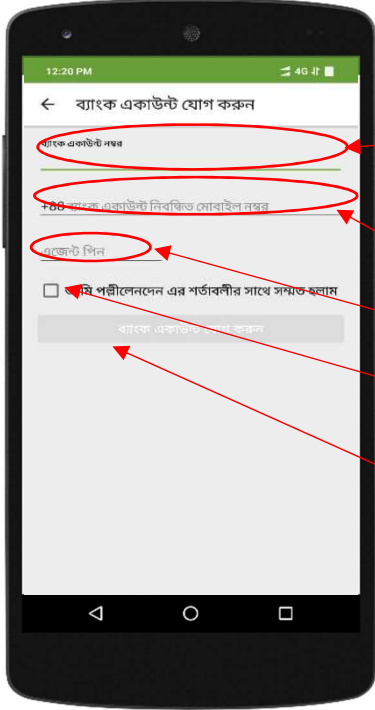 12:20 PM 4G
ব্যাংক একাউন্ট যোগ করুন
ব্যাংক একাউন্ট নম্বর
+88 ব্যাংক একাউন্ট নিবন্ধিত মোবাইল নম্বর
এজেন্ট পিন
আমি পল্লীলেনদেন এর শর্তাবলীর সাথে সম্মত হলাম
ব্যাংক একাউন্ট যোগ করুন